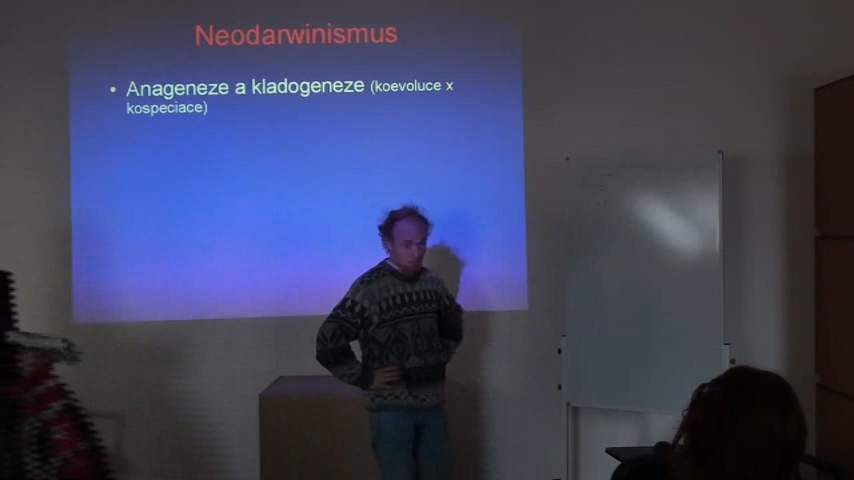 Neodarwinismus
• Anageneze a kladogeneze (koevoluce x
kospeciace)